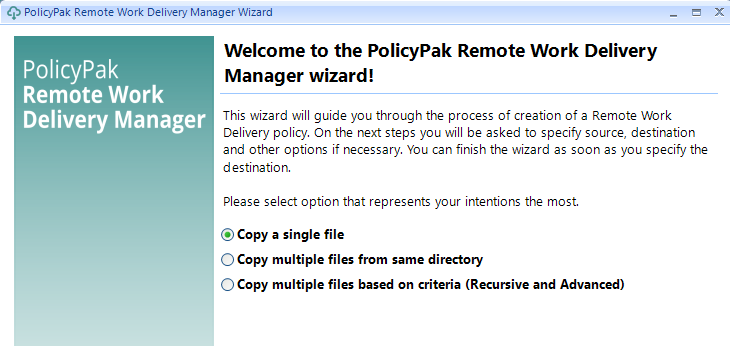 PolicyPak Remote Work Delivery Manager Wizard
PolicyPak
Remote Work
Delivery Manager
Welcome to the PolicyPak Remote Work Delivery
Manager wizard!
This wizard will guide you through the process of creation of a Remote Work
Delivery policy. On the next steps you will be asked to specify source, destination
and other options if necessary. You can finish the wizard as soon as you specify the
destination.
Please select option that represents your intentions the most.
Copy a single file
Copy multiple files from same directory
Copy multiple files based on criteria (Recursive and Advanced)